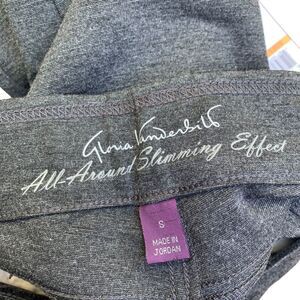 Gloria Vanderbilt
All-Around Slimming Effect
S
MADE IN
JORDAN